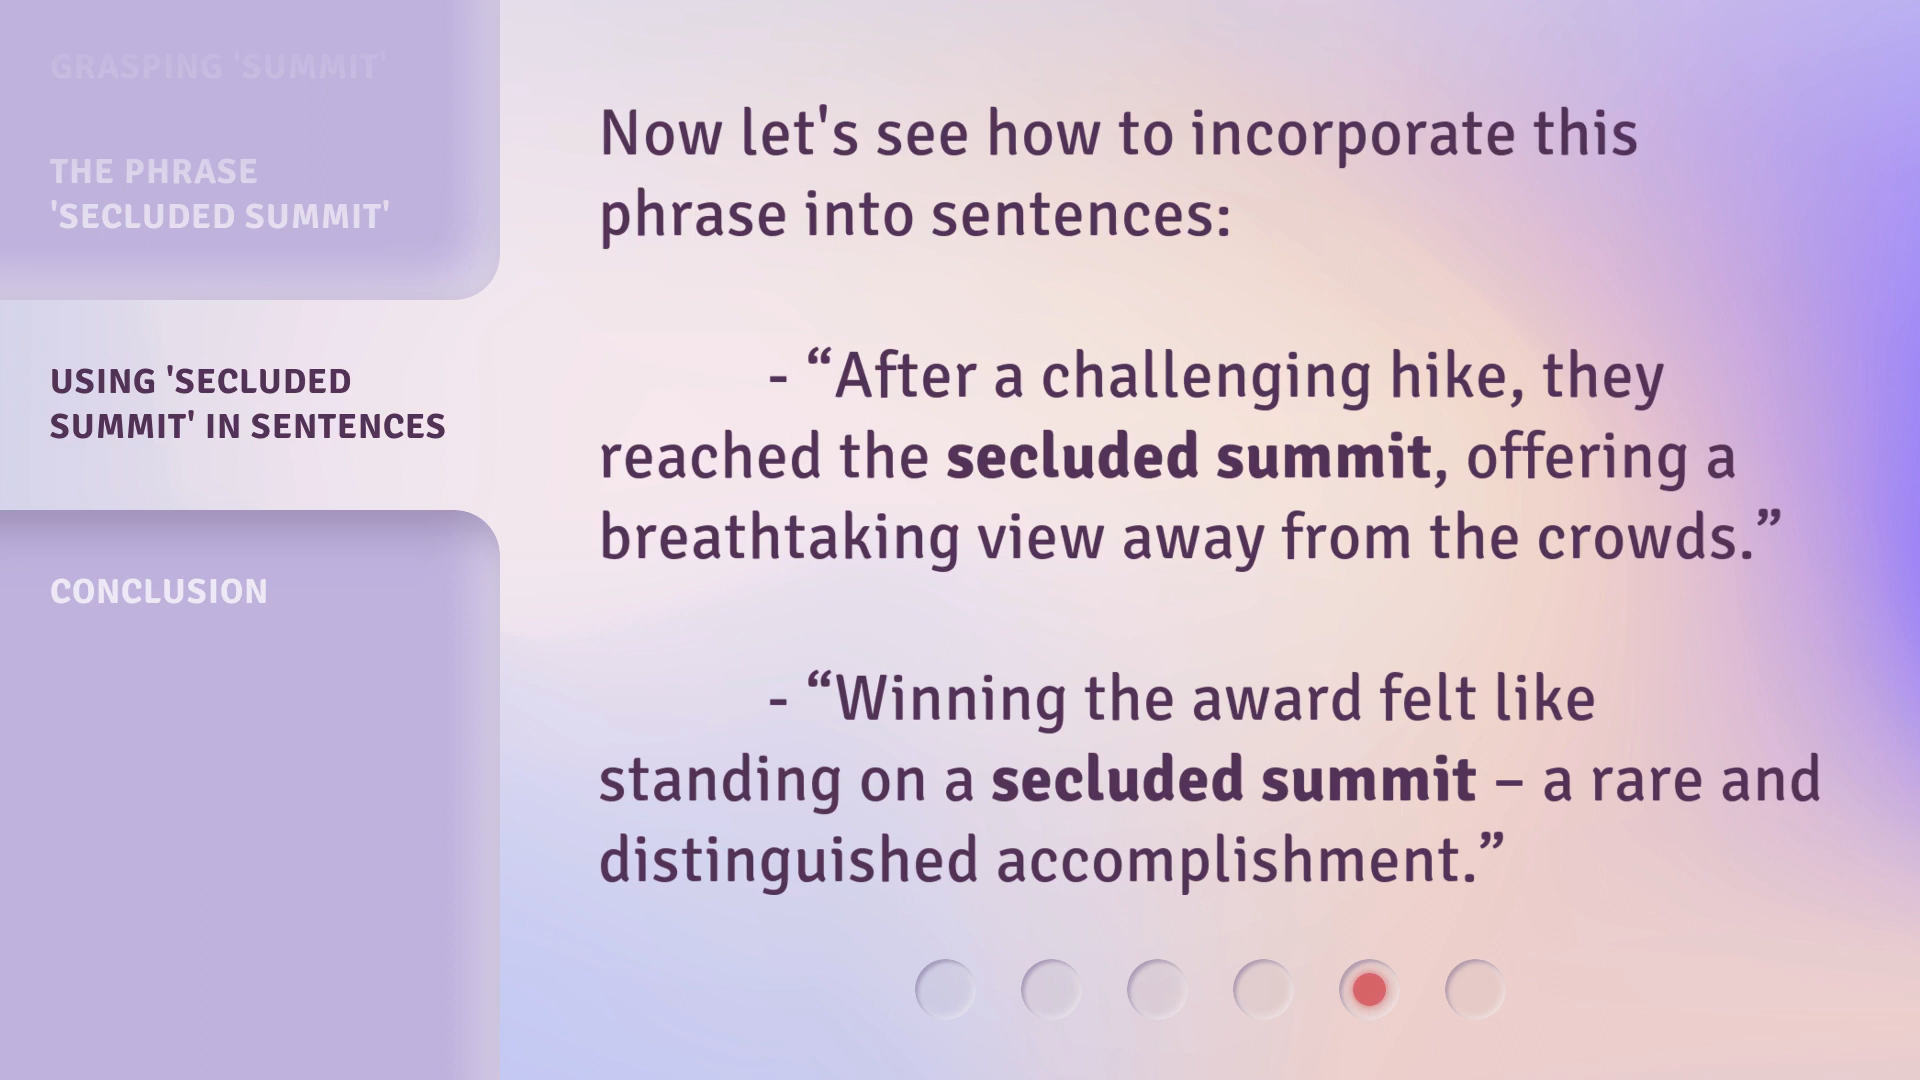 GRASPING 'SUMMIT'
THE PHRASE
'SECLUDED SUMMIT'
USING 'SECLUDED
SUMMIT' IN SENTENCES
CONCLUSION
Now let's see how to incorporate this
phrase into sentences:
- “After a challenging hike, they
reached the secluded summit, offering a
breathtaking view away from the crowds.”
- “Winning the award felt like
standing on a secluded summit – a rare and
distinguished accomplishment.”